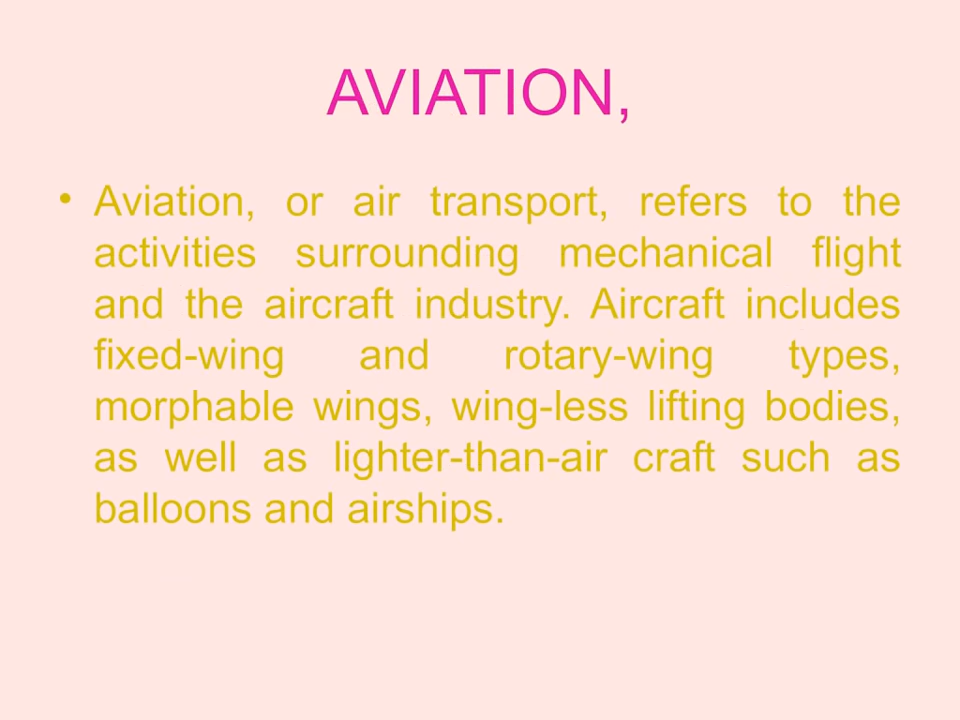 AVIATION,
• Aviation, or air transport, refers to the
activities surrounding mechanical flight
and the aircraft industry. Aircraft includes
fixed-wing and rotary-wing types,
morphable wings, wing-less lifting bodies,
as well as lighter-than-air craft such as
balloons and airships.